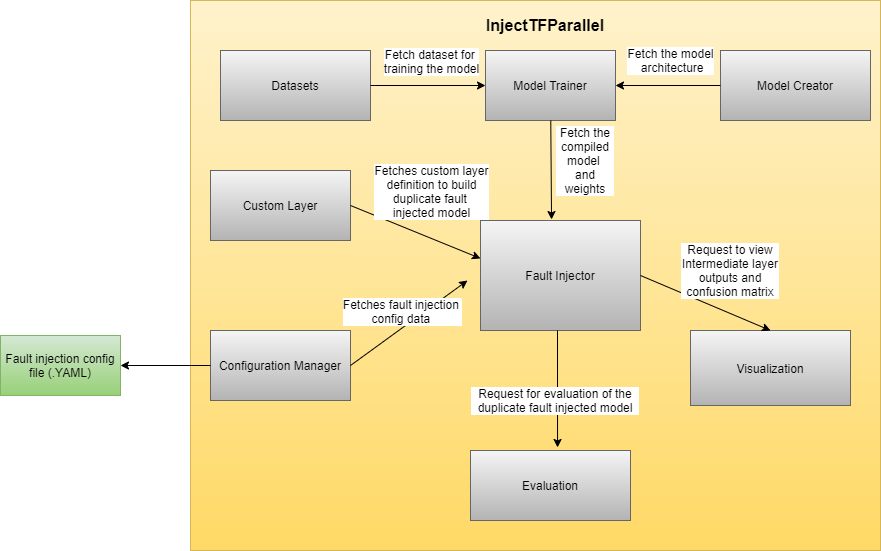 InjectTFParallel
Fetch dataset for
training the model
Fetch the model
architecture
Datasets
Model Trainer
Model Creator
Fetch the
compiled
model
and
weights
Fetches custom layer
definition to build
duplicate fault
injected model
Custom Layer
Fault Injector
Request to view
Intermediate layer
outputs and
confusion matrix
Fetches fault injection
config data
Fault injection config
file (.YAML)
Configuration Manager
Visualization
Request for evaluation of the
duplicate fault injected model
Evaluation